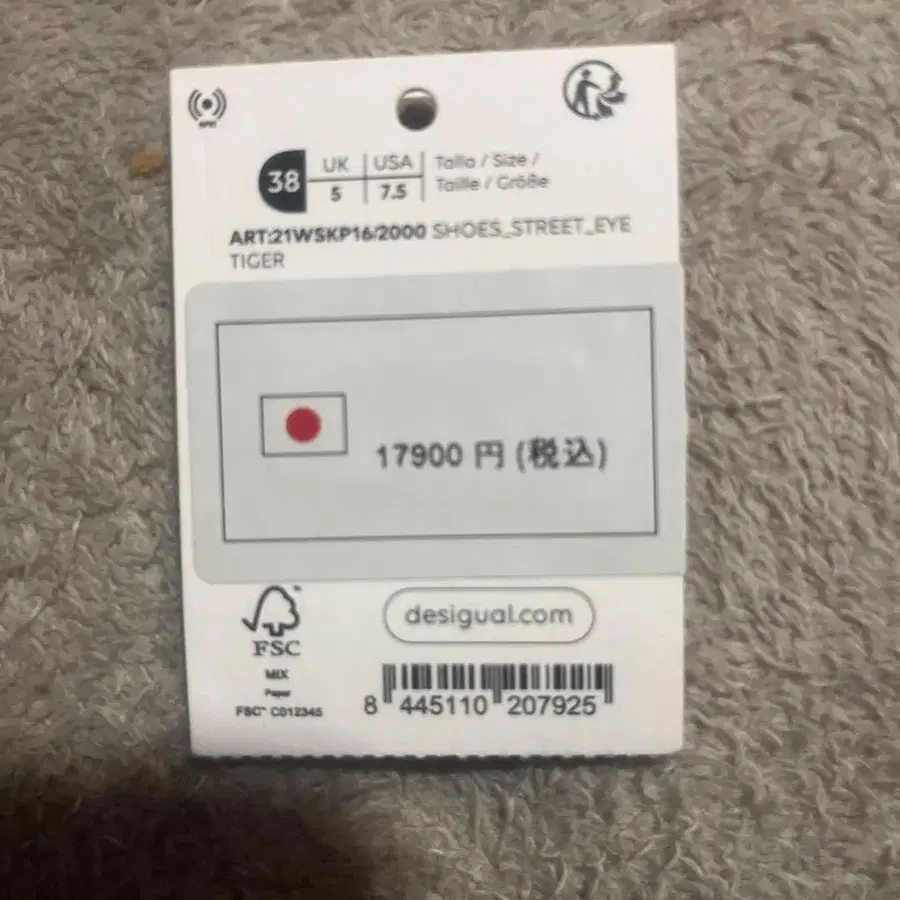 38 UK USA Talla / Size /
5 7.5 Taille / Größe
ART:21WSKP16/2000 SHOES_STREET_EYE
TIGER
17900 円 (税込)
desigual.com
FSC
MIX
Paper
FSC™ C012345
8 445110 207925